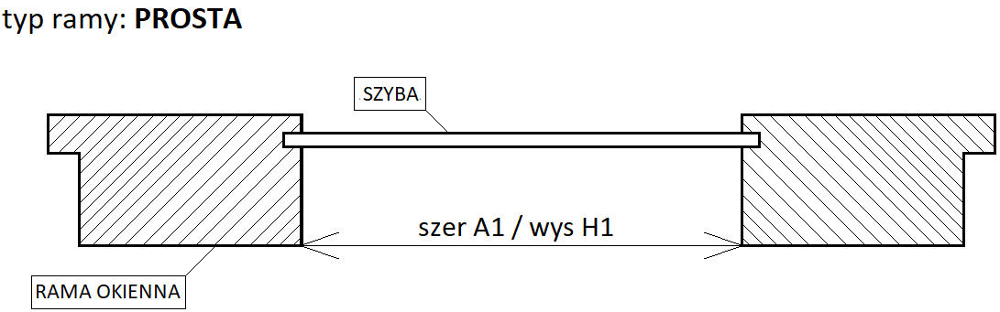 typ ramy: PROSTA
SZYBA
szer A1 / wys H1
RAMA OKIENNA